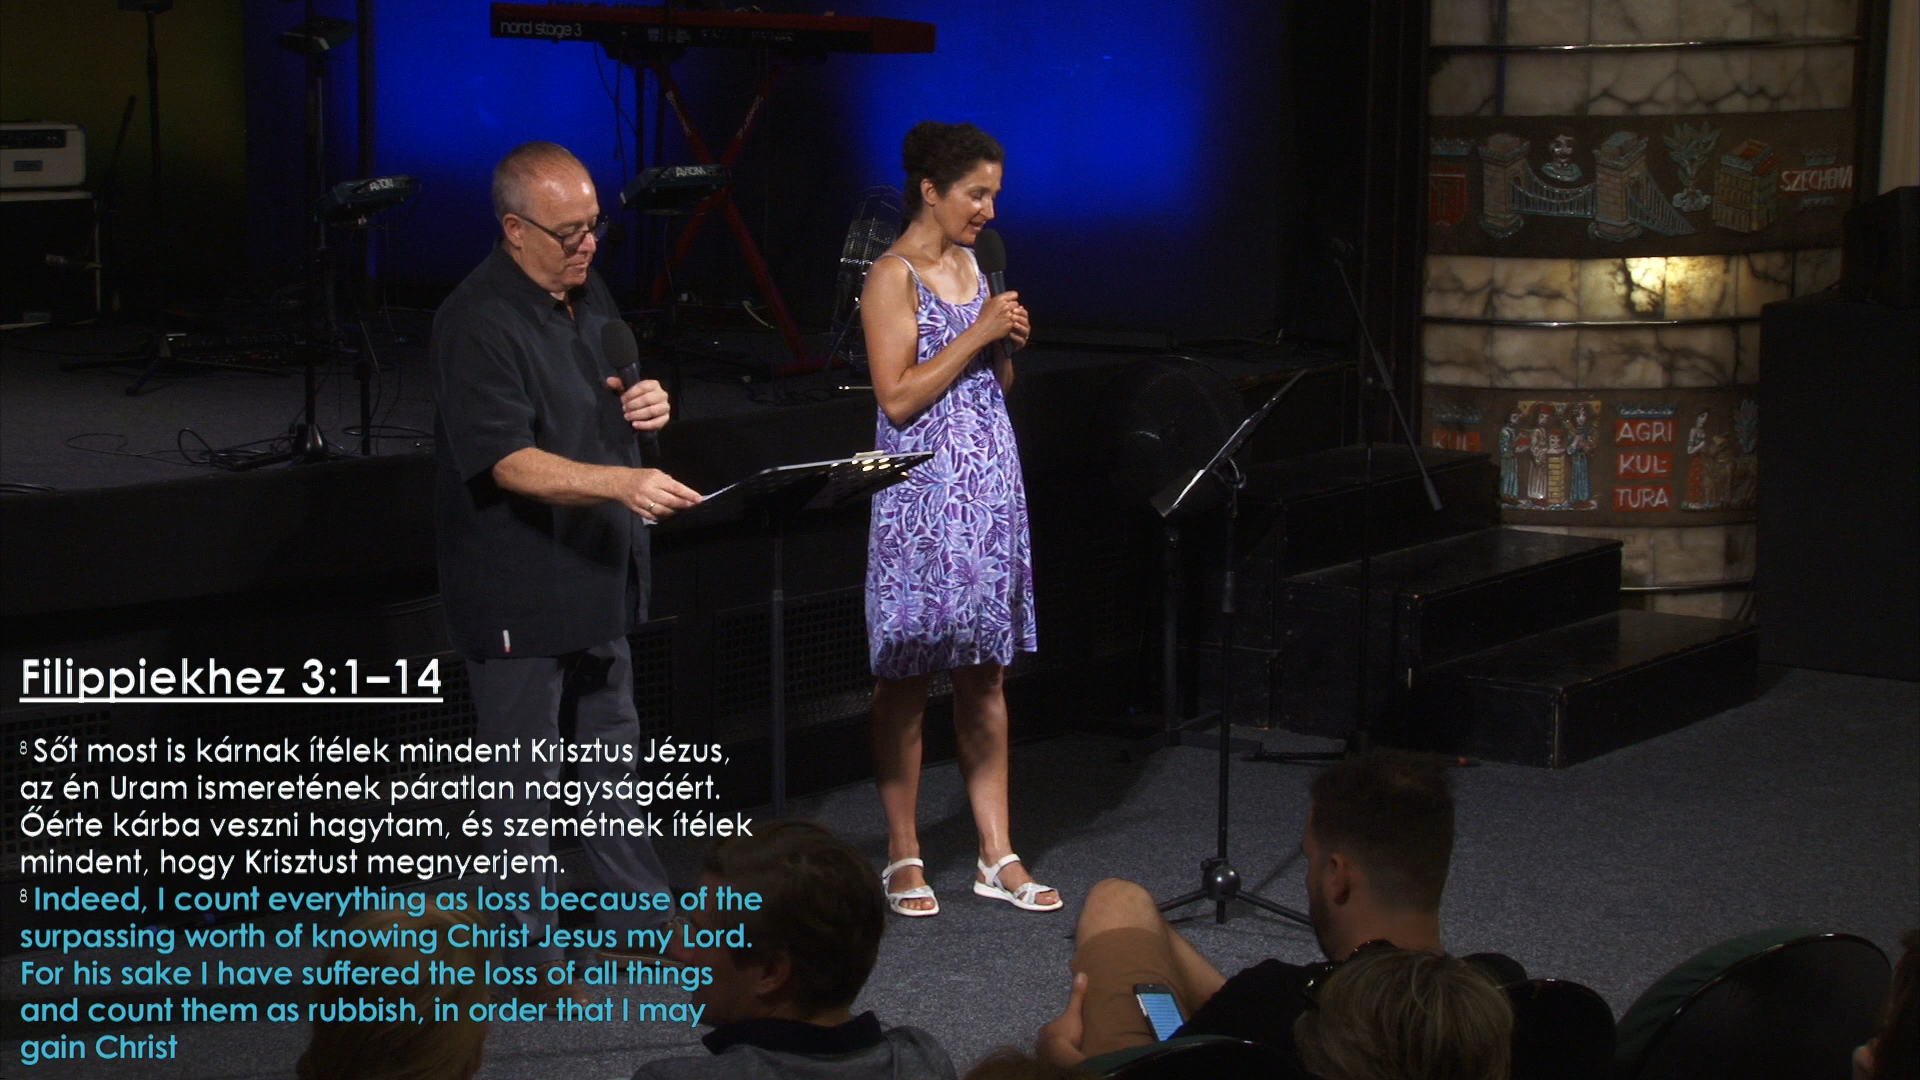 nord stage 3
AVIOM
AVIOM
SZECHENYI
KUL
AGRI
KUL-
TURA
Filippiekhez 3:1–14
8 Sőt most is kárnak ítélek mindent Krisztus Jézus,
az én Uram ismeretének páratlan nagyságáért.
Őérte kárba veszni hagytam, és szemétnek ítélek
mindent, hogy Krisztust megnyerjem.
8 Indeed, I count everything as loss because of the
surpassing worth of knowing Christ Jesus my Lord.
For his sake I have suffered the loss of all things
and count them as rubbish, in order that I may
gain Christ